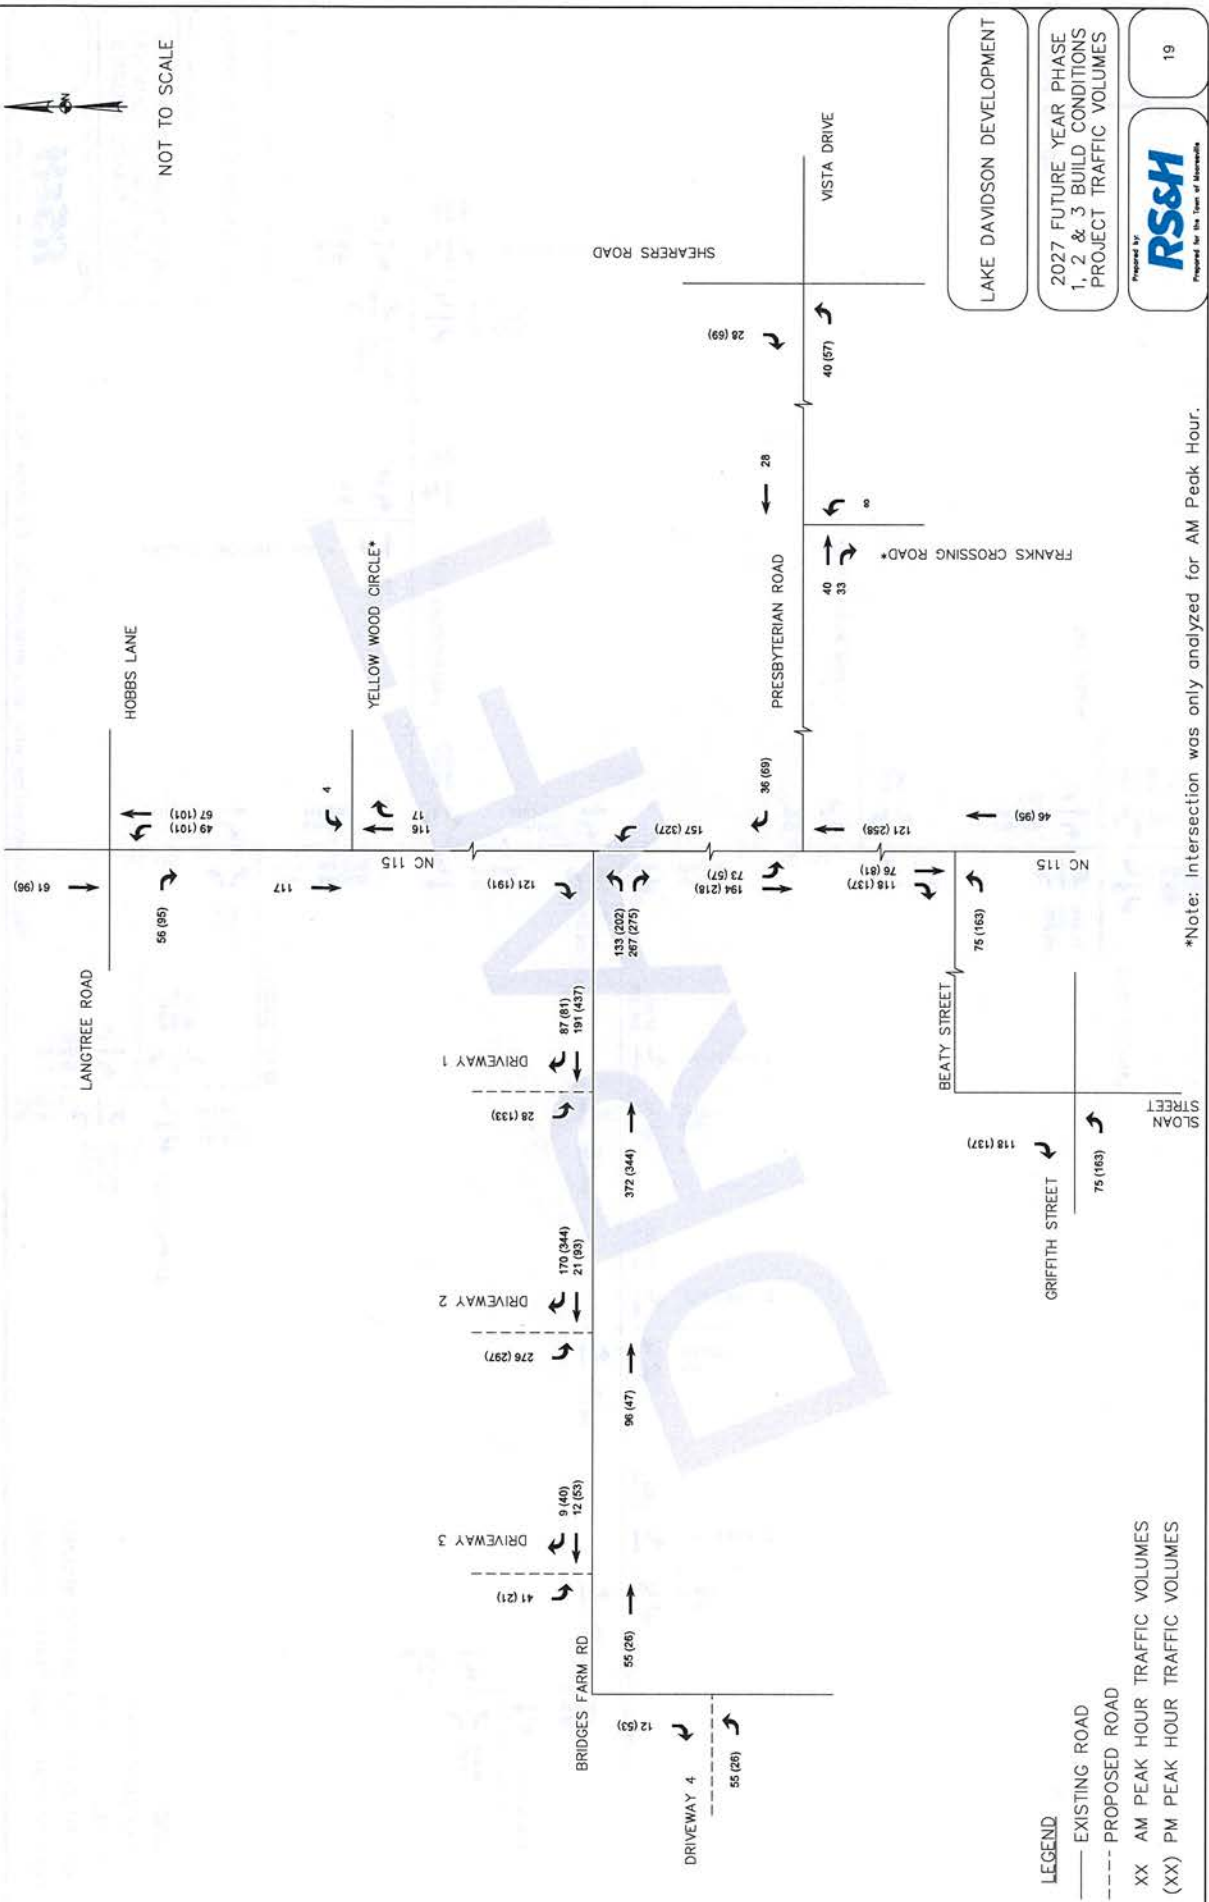 NOT TO SCALE
N
LANGTREE ROAD
HOBBS LANE
61 (96)
56 (95)
49 (101)
67 (101)
YELLOW WOOD CIRCLE*
117
4
116
17
NC 115
121 (191)
133 (202)
267 (275)
157 (327)
DRIVEWAY 1
87 (81)
191 (437)
28 (133)
372 (344)
DRIVEWAY 2
170 (344)
21 (93)
276 (297)
96 (47)
DRIVEWAY 3
9 (40)
12 (53)
41 (21)
55 (26)
BRIDGES FARM RD
12 (53)
DRIVEWAY 4
55 (26)
194 (218)
73 (57)
36 (69)
121 (258)
PRESBYTERIAN ROAD
28
40
33
8
FRANKS CROSSING ROAD*
SHEARERS ROAD
28 (69)
40 (57)
VISTA DRIVE
118 (137)
76 (81)
46 (95)
75 (163)
NC 115
BEATY STREET
118 (137)
GRIFFITH STREET
75 (163)
SLOAN
STREET
DRAFT
LEGEND
EXISTING ROAD
PROPOSED ROAD
XX AM PEAK HOUR TRAFFIC VOLUMES
(XX) PM PEAK HOUR TRAFFIC VOLUMES
*Note: Intersection was only analyzed for AM Peak Hour.
LAKE DAVIDSON DEVELOPMENT
2027 FUTURE YEAR PHASE
1, 2 & 3 BUILD CONDITIONS
PROJECT TRAFFIC VOLUMES
Prepared by:
RS&H
Prepared for the Town of Mooresville
19